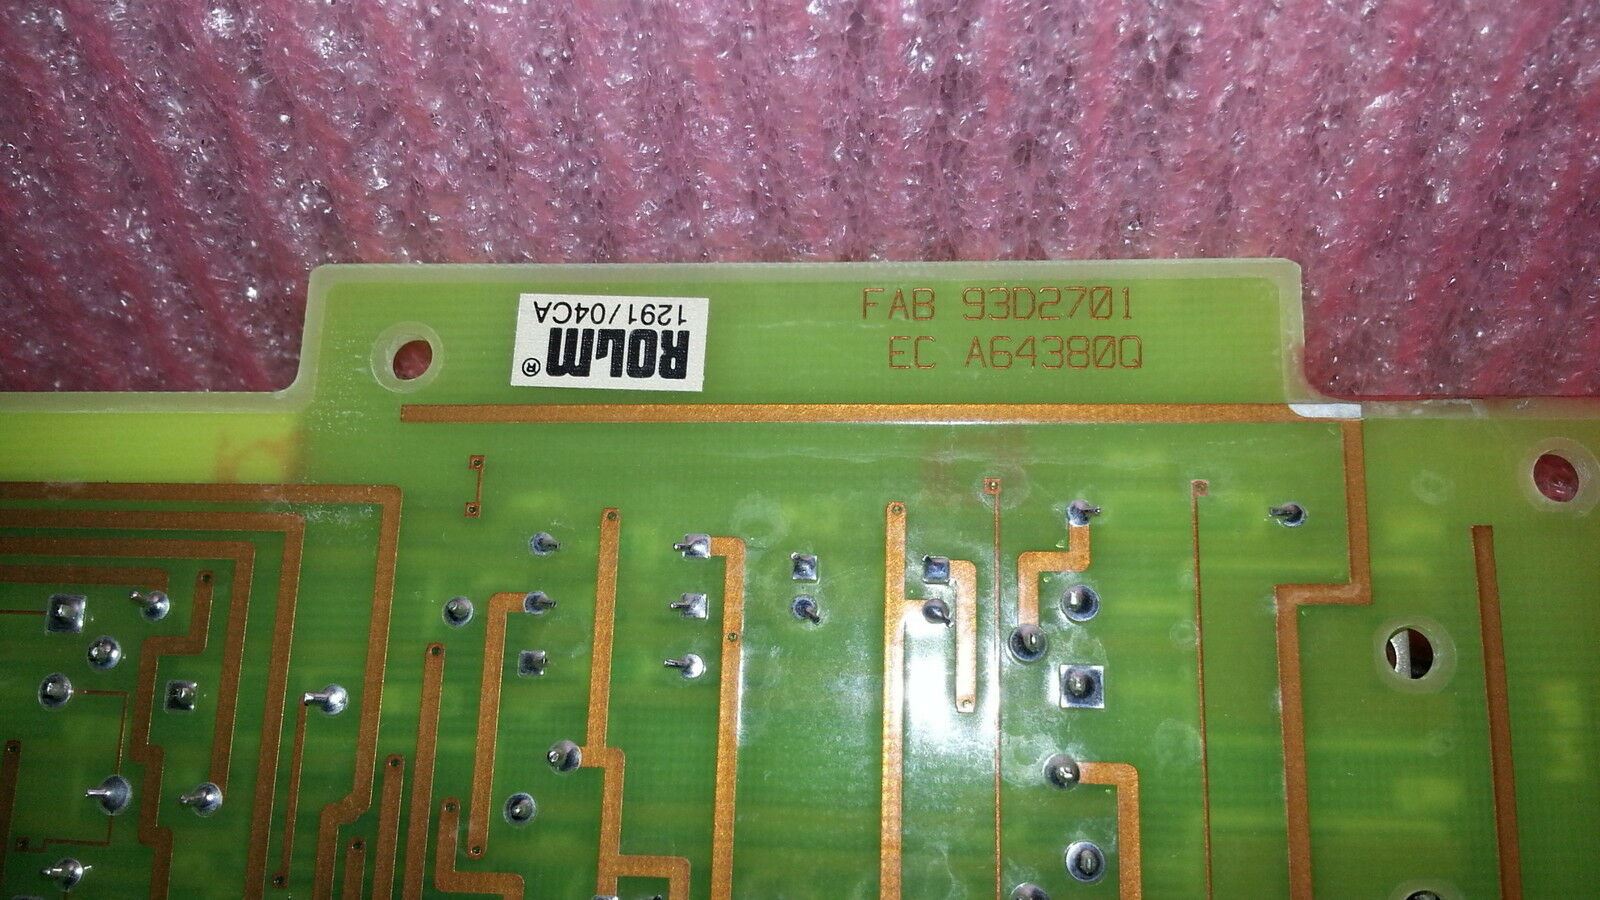 ROLM®
1291/04CA
FAB 93D2701
EC A64380Q